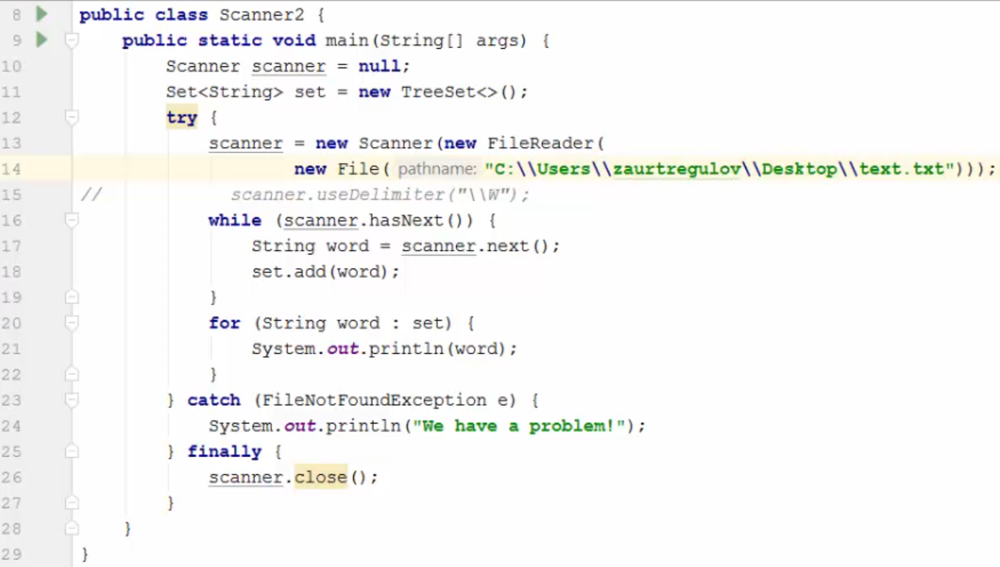 8 public class Scanner2 {
9 public static void main(String[] args) {
10 Scanner scanner = null;
11 Set<String> set = new TreeSet<>();
12 try {
13 scanner = new Scanner(new FileReader(
14 new File( pathname: "C:\\Users\\zaurtregulov\\Desktop\\text.txt")));
15 // scanner.useDelimiter("\\W");
16 while (scanner.hasNext()) {
17 String word = scanner.next();
18 set.add(word);
19 }
20 for (String word : set) {
21 System.out.println(word);
22 }
23 } catch (FileNotFoundException e) {
24 System.out.println("We have a problem!");
25 } finally {
26 scanner.close();
27 }
28 }
29 }